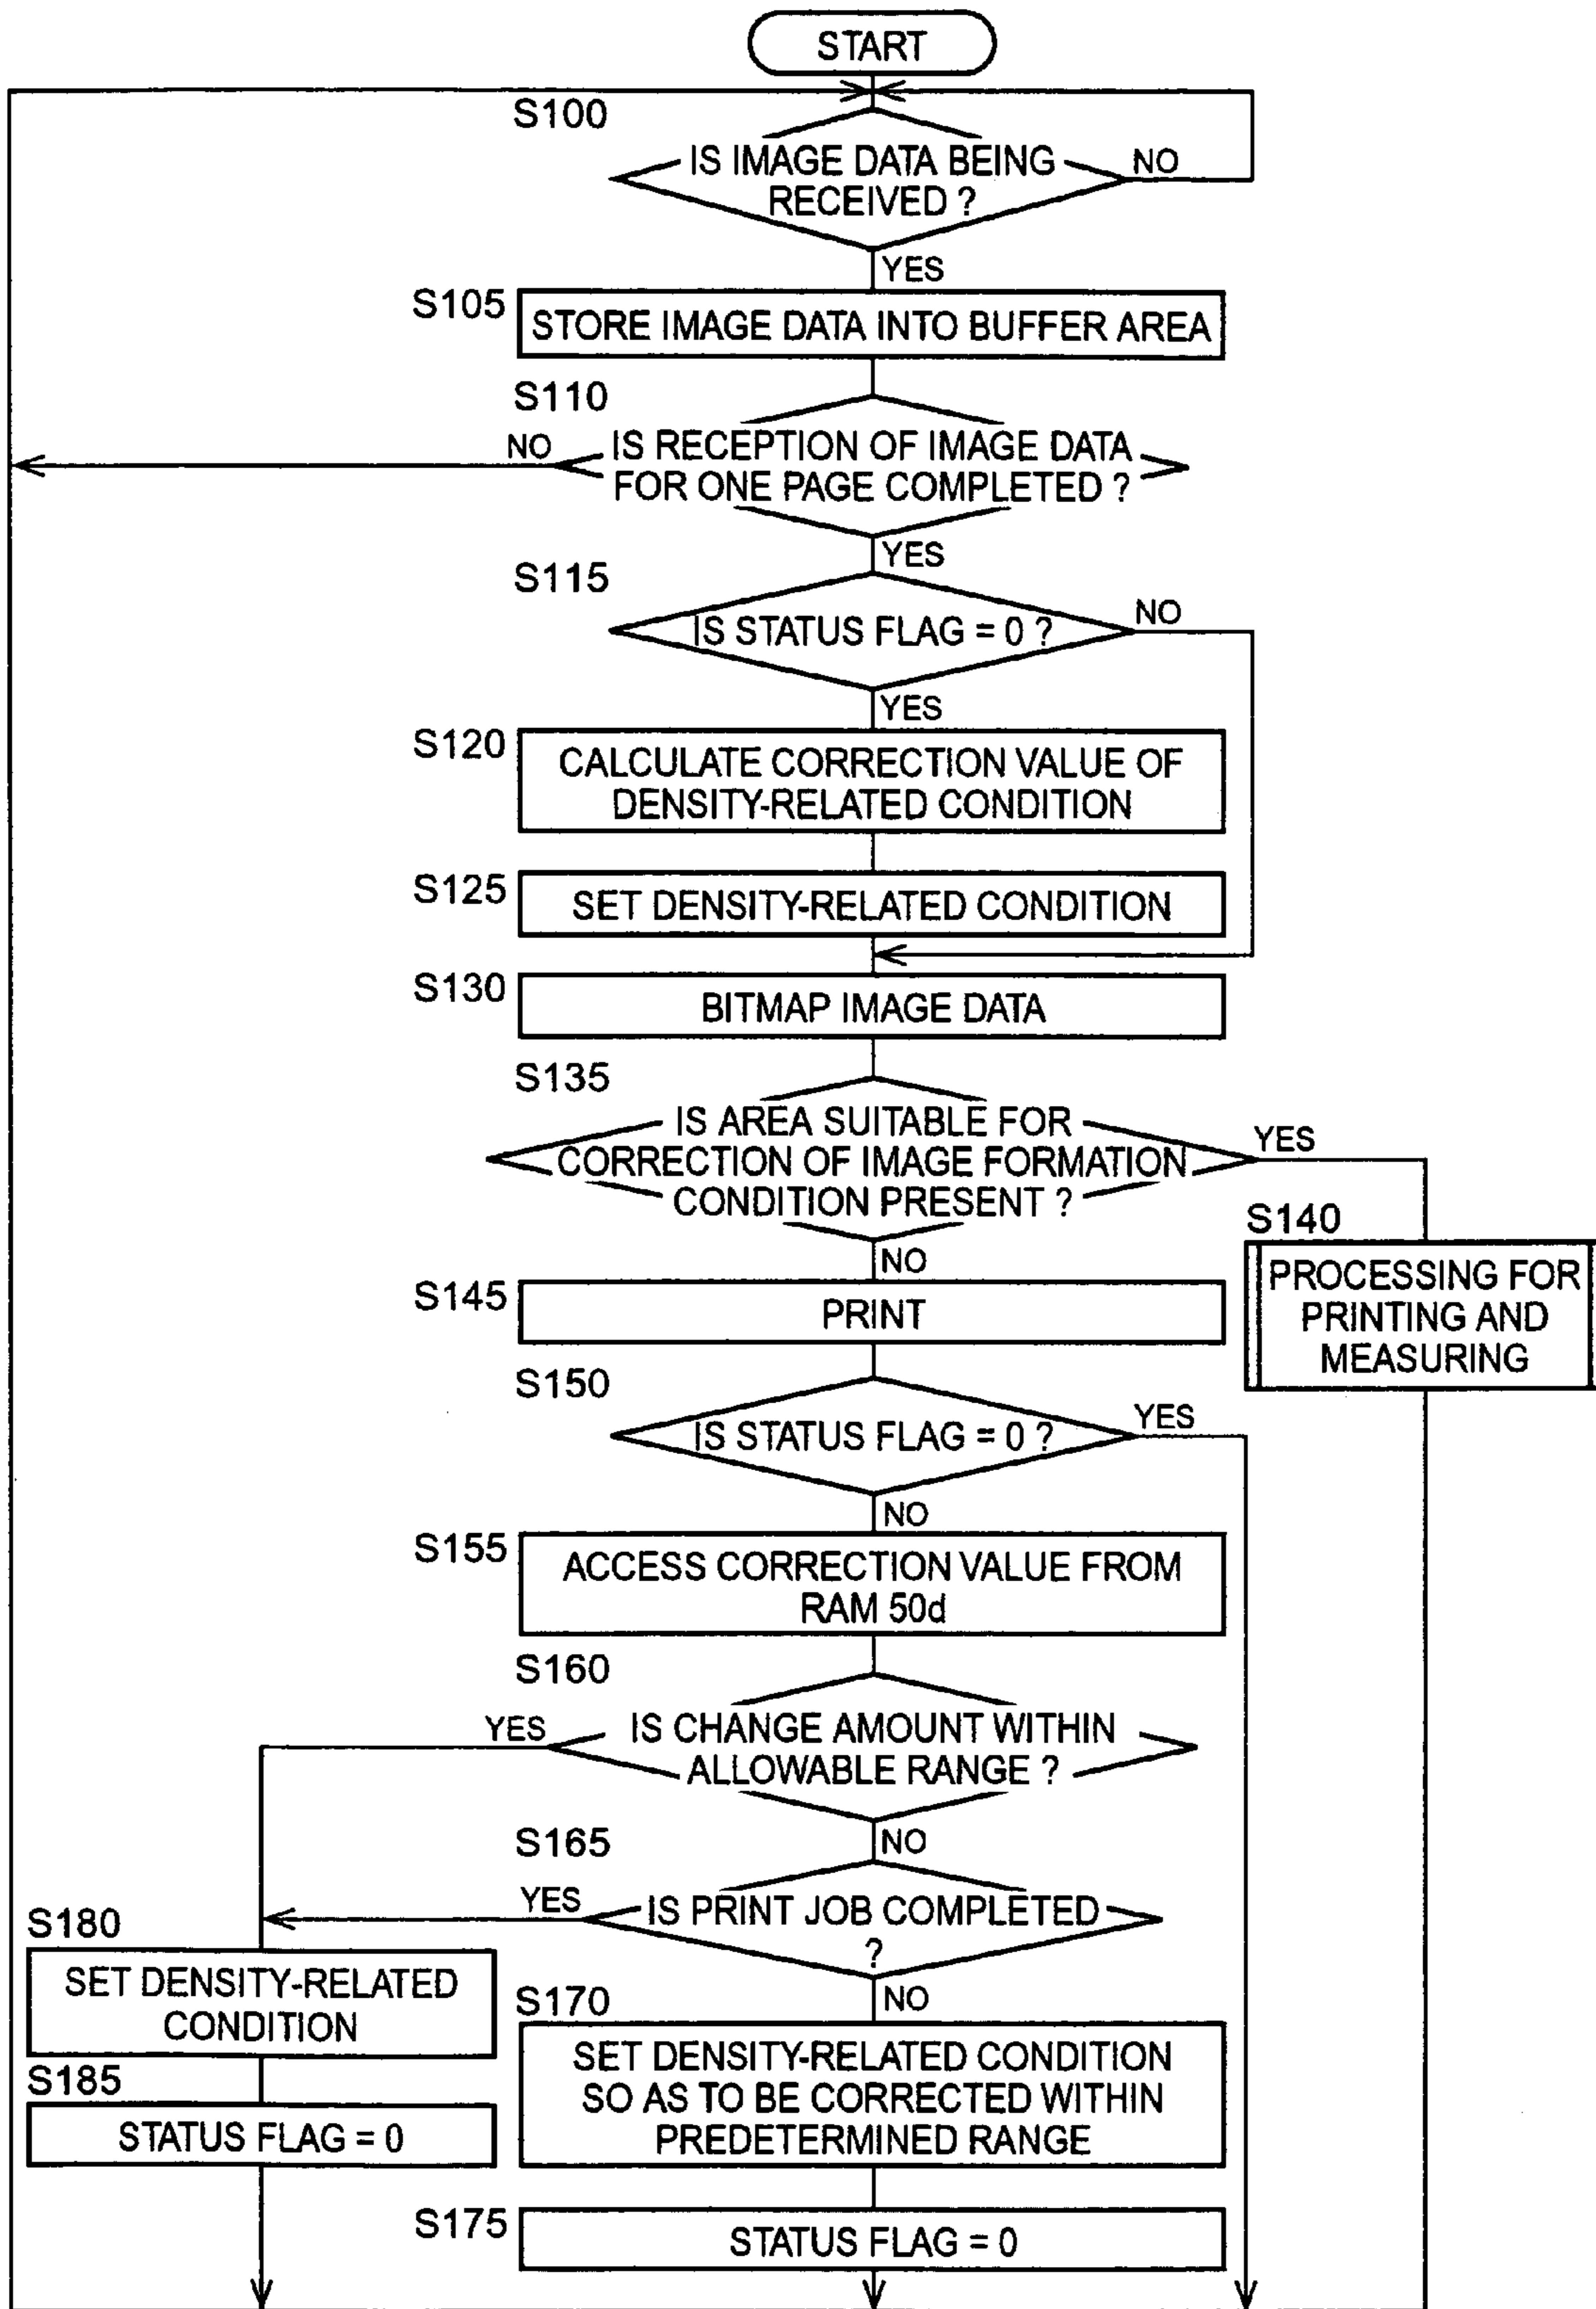 START
S100
IS IMAGE DATA BEING
RECEIVED ?
NO
YES
S105
STORE IMAGE DATA INTO BUFFER AREA
S110
NO
IS RECEPTION OF IMAGE DATA
FOR ONE PAGE COMPLETED ?
YES
S115
IS STATUS FLAG = 0 ?
NO
YES
S120
CALCULATE CORRECTION VALUE OF
DENSITY-RELATED CONDITION
S125
SET DENSITY-RELATED CONDITION
S130
BITMAP IMAGE DATA
S135
IS AREA SUITABLE FOR
CORRECTION OF IMAGE FORMATION
CONDITION PRESENT ?
YES
NO
S140
PROCESSING FOR
PRINTING AND
MEASURING
S145
PRINT
S150
IS STATUS FLAG = 0 ?
YES
NO
S155
ACCESS CORRECTION VALUE FROM
RAM 50d
S160
YES
IS CHANGE AMOUNT WITHIN
ALLOWABLE RANGE ?
NO
S165
YES
IS PRINT JOB COMPLETED
?
NO
S180
SET DENSITY-RELATED
CONDITION
S170
SET DENSITY-RELATED CONDITION
SO AS TO BE CORRECTED WITHIN
PREDETERMINED RANGE
S185
STATUS FLAG = 0
S175
STATUS FLAG = 0